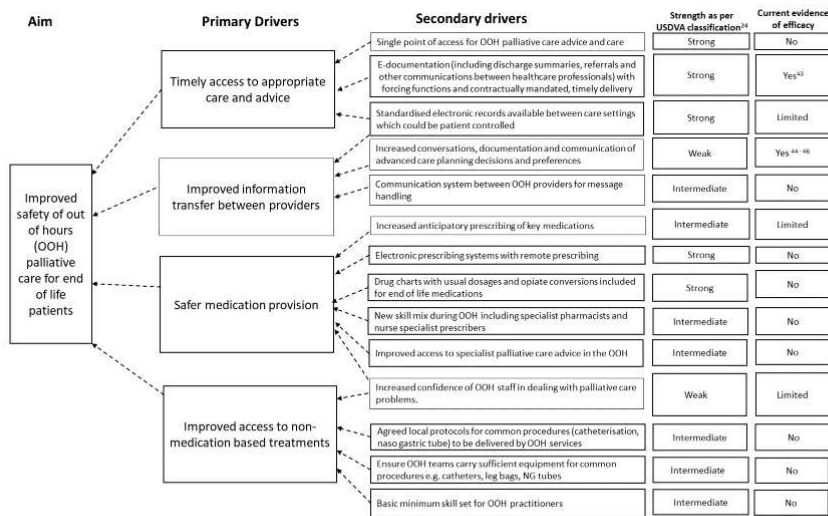 Aim
Primary Drivers
Secondary drivers
Strength as per
USDVA classification24
Current evidence
of efficacy
Improved
safety of out
of hours
(OOH)
palliative
care for end
of life
patients
Timely access to appropriate
care and advice
Improved information
transfer between providers
Safer medication provision
Improved access to non-
medication based treatments
Single point of access for OOH palliative care advice and care
Strong
No
E-documentation (including discharge summaries, referrals and
other communications between healthcare professionals) with
forcing functions and contractually mandated, timely delivery
Strong
Yes43
Standardised electronic records available between care settings
which could be patient controlled
Strong
Limited
Increased conversations, documentation and communication of
advanced care planning decisions and preferences
Weak
Yes 44-46
Communication system between OOH providers for message
handling
Intermediate
No
Increased anticipatory prescribing of key medications
Intermediate
Limited
Electronic prescribing systems with remote prescribing
Strong
No
Drug charts with usual dosages and opiate conversions included
for end of life medications
Strong
No
New skill mix during OOH including specialist pharmacists and
nurse specialist prescribers
Intermediate
No
Improved access to specialist palliative care advice in the OOH
Intermediate
No
Increased confidence of OOH staff in dealing with palliative care
problems.
Weak
Limited
Agreed local protocols for common procedures (catheterisation,
naso gastric tube) to be delivered by OOH services
Intermediate
No
Ensure OOH teams carry sufficient equipment for common
procedures e.g. catheters, leg bags, NG tubes
Intermediate
No
Basic minimum skill set for OOH practitioners
Intermediate
No